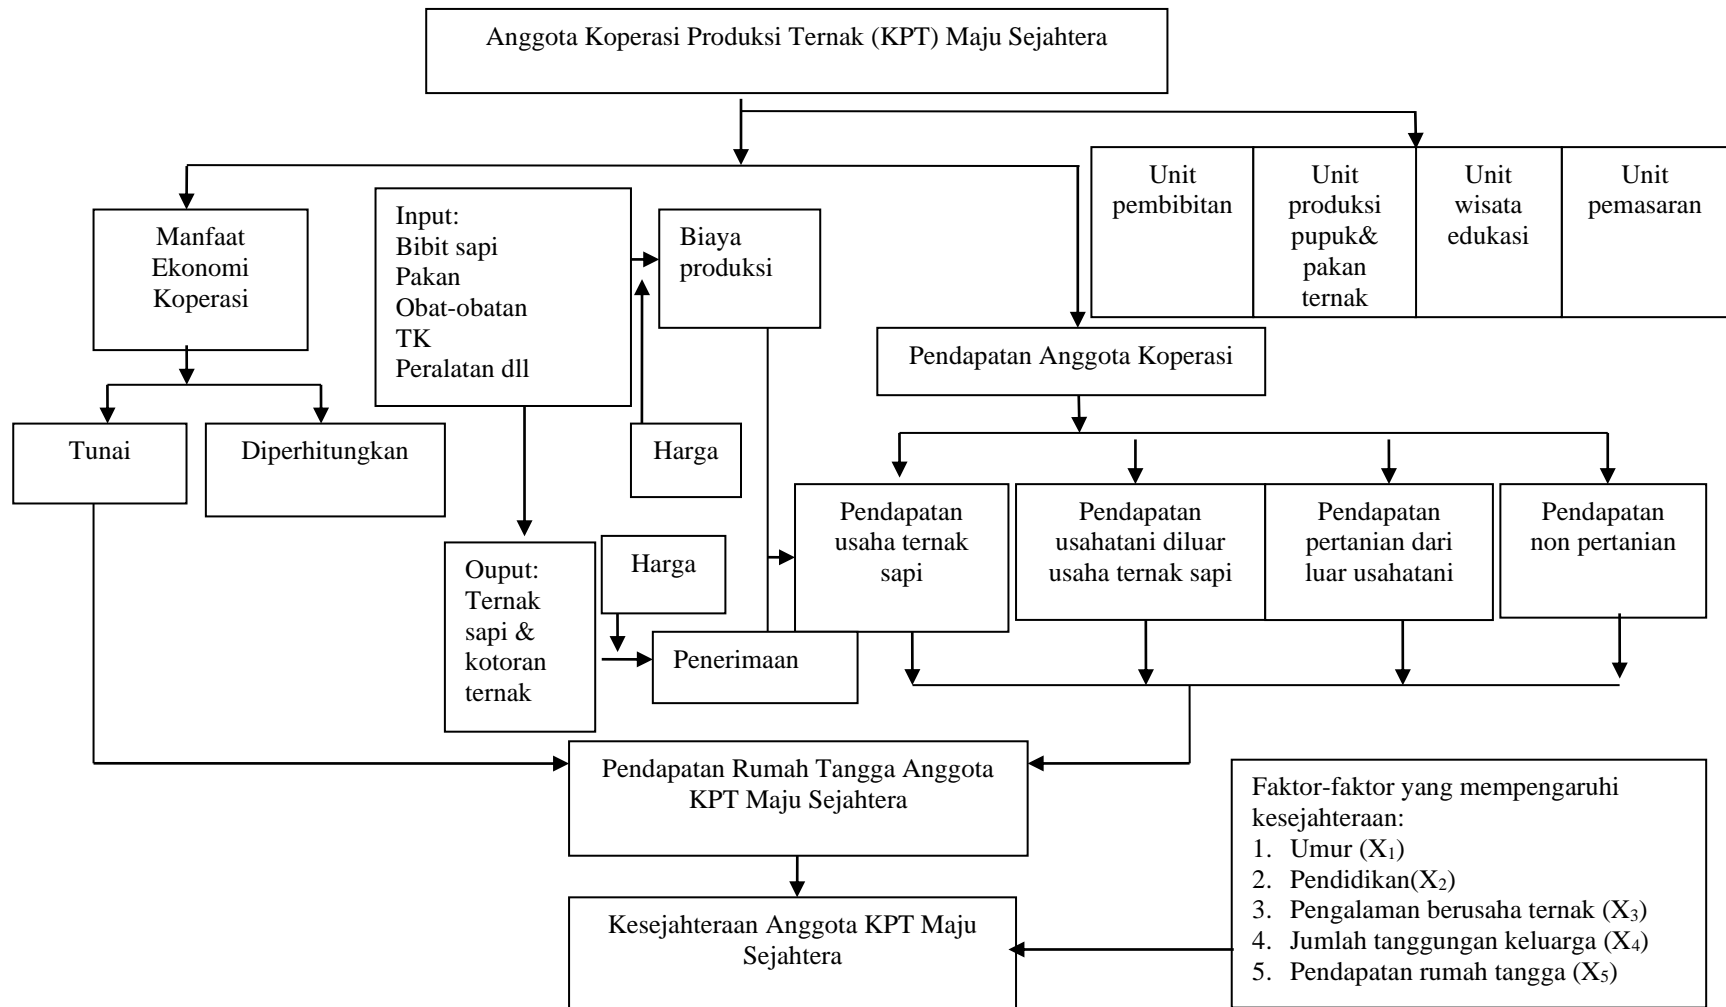 Anggota Koperasi Produksi Ternak (KPT) Maju Sejahtera
Unit
pembibitan
Unit
produksi
pupuk&
pakan
ternak
Unit
wisata
edukasi
Unit
pemasaran
Manfaat
Ekonomi
Koperasi
Input:
Bibit sapi
Pakan
Obat-obatan
TK
Peralatan dll
Biaya
produksi
Pendapatan Anggota Koperasi
Tunai
Diperhitungkan
Harga
Pendapatan
usaha ternak
sapi
Pendapatan
usahatani diluar
usaha ternak sapi
Pendapatan
pertanian dari
luar usahatani
Pendapatan
non pertanian
Ouput:
Ternak
sapi &
kotoran
ternak
Harga
Penerimaan
Pendapatan Rumah Tangga Anggota
KPT Maju Sejahtera
Faktor-faktor yang mempengaruhi
kesejahteraan:
1. Umur (X₁)
2. Pendidikan(X₂)
3. Pengalaman berusaha ternak (X₃)
4. Jumlah tanggungan keluarga (X₄)
5. Pendapatan rumah tangga (X₅)
Kesejahteraan Anggota KPT Maju
Sejahtera